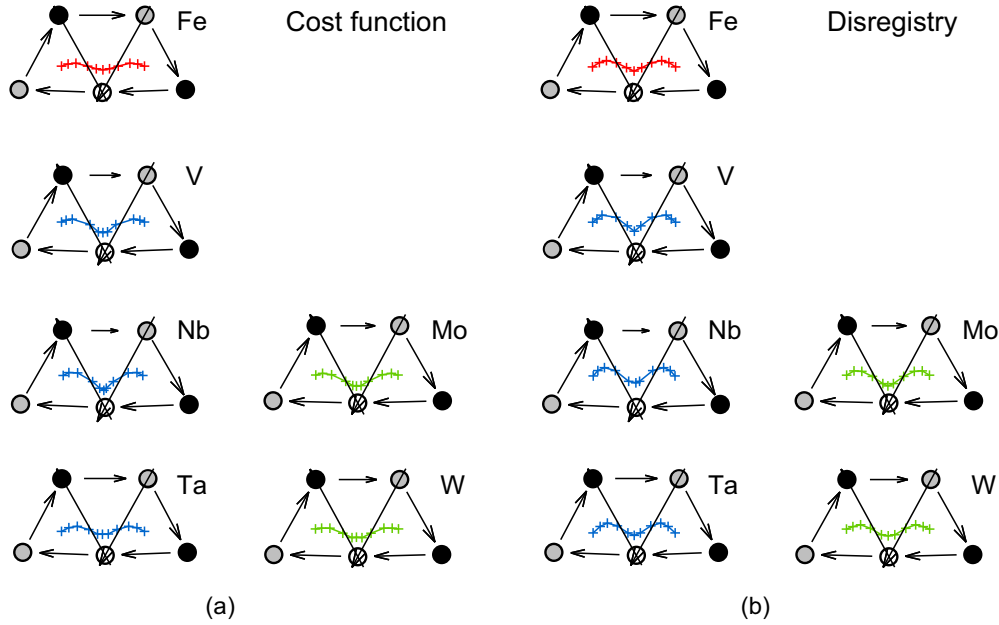 Fe Cost function Fe Disregistry
V V
Nb Mo Nb Mo
Ta W Ta W
(a) (b)